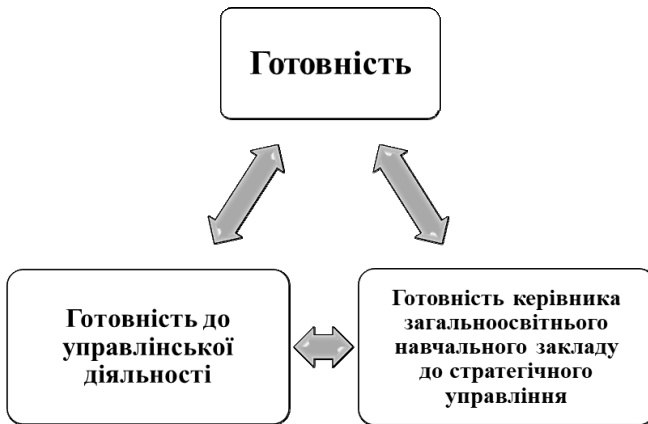 Готовність
Готовність до
управлінської
діяльності
Готовність керівника
загальноосвітнього
навчального закладу
до стратегічного
управління